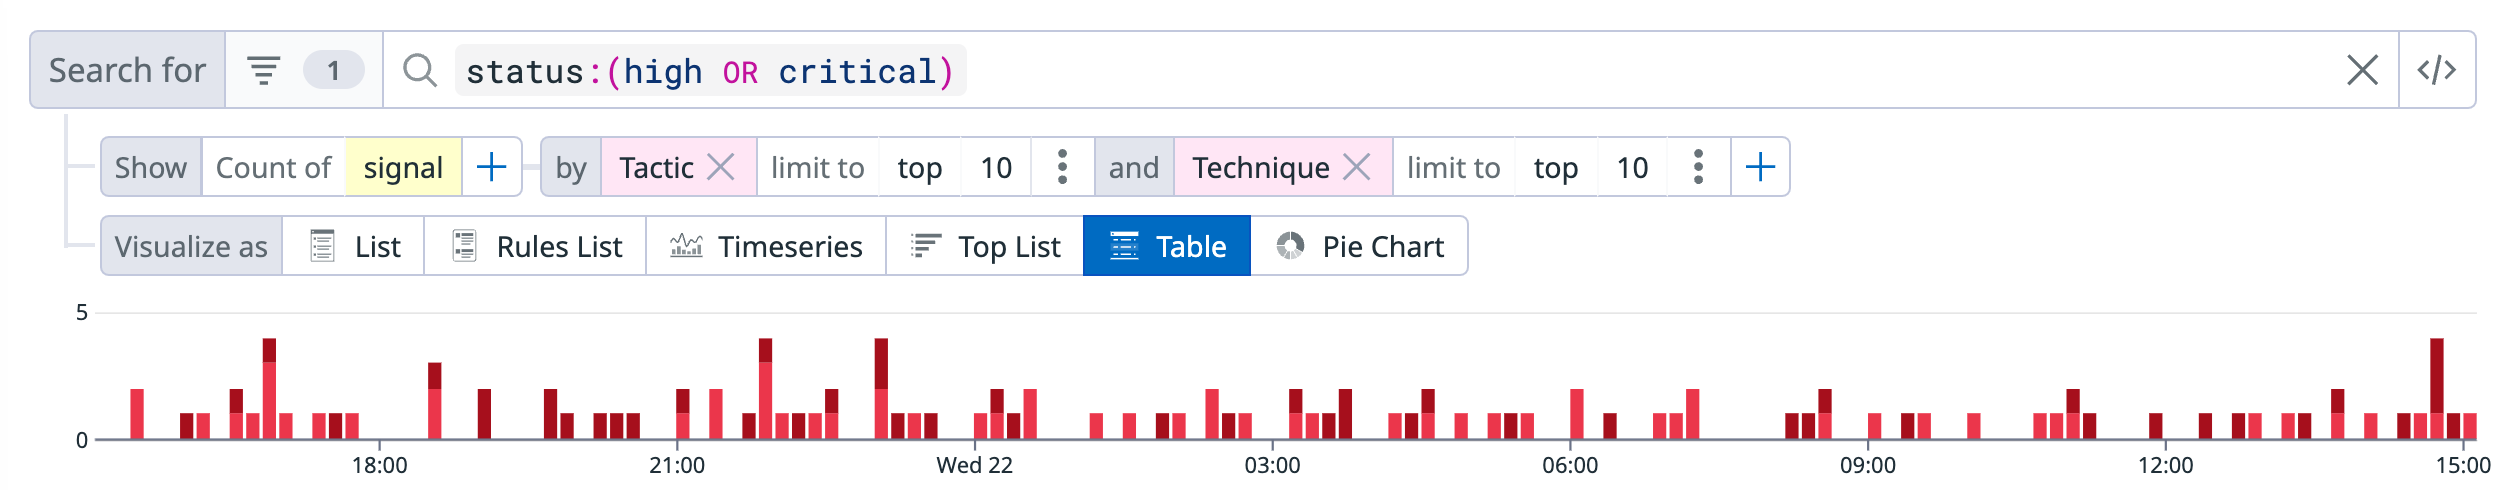 Search for 1 status:(high OR critical)
Show Count of signal by Tactic limit to top 10 and Technique limit to top 10
Visualize as List Rules List Timeseries Top List Table Pie Chart
5
0
18:00 21:00 Wed 22 03:00 06:00 09:00 12:00 15:00